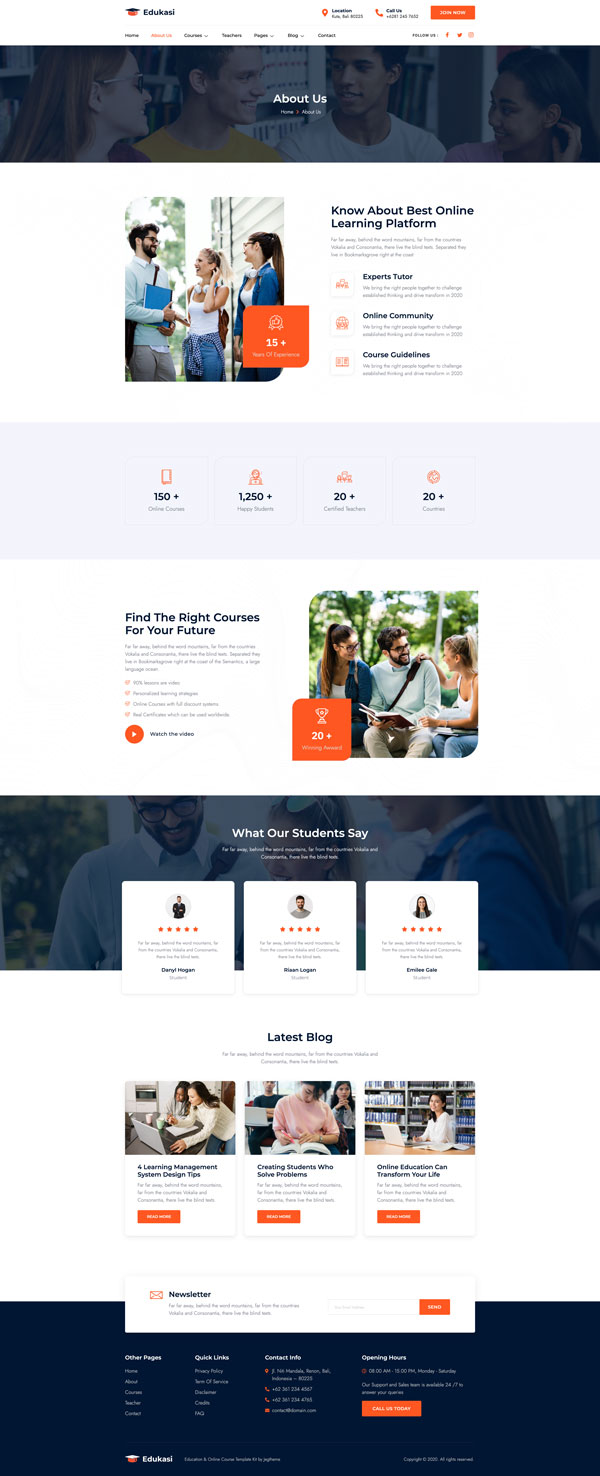 Edukasi
Location
Kuta, Bali 80225
Call Us
+6281 245 7632
JOIN NOW
Home
About Us
Courses
Teachers
Pages
Blog
Contact
FOLLOW US :
About Us
Home
About Us
Know About Best Online
Learning Platform
Far far away, behind the word mountains, far from the countries
Vokalia and Consonantia, there live the blind texts. Separated they
live in Bookmarksgrove right at the coast
Experts Tutor
We bring the right people together to challenge
established thinking and drive transform in 2020
Online Community
We bring the right people together to challenge
established thinking and drive transform in 2020
Course Guidelines
We bring the right people together to challenge
established thinking and drive transform in 2020
15 +
Years Of Experience
150 +
Online Courses
1,250 +
Happy Students
20 +
Certified Teachers
20 +
Countries
Find The Right Courses
For Your Future
Far far away, behind the word mountains, far from the countries
Vokalia and Consonantia, there live the blind texts. Separated they
live in Bookmarksgrove right at the coast of the Semantics, a large
language ocean
90% lessons are video
Personalized learning strategies
Online Courses with full discount systems
Real Certificates which can be used worldwide
Watch the video
20 +
Winning Award
What Our Students Say
Far far away, behind the word mountains, far from the countries Vokalia and
Consonantia, there live the blind texts
Far far away, behind the word mountains, far
from the countries Vokalia and Consonantia,
there live the blind texts
Daryl Hogan
Student
Far far away, behind the word mountains, far
from the countries Vokalia and Consonantia,
there live the blind texts
Riaan Logan
Student
Far far away, behind the word mountains, far
from the countries Vokalia and Consonantia,
there live the blind texts
Emilee Gale
Student
Latest Blog
Far far away, behind the word mountains, far from the countries Vokalia and
Consonantia, there live the blind texts
4 Learning Management
System Design Tips
Far far away, behind the word mountains,
far from the countries Vokalia and
Consonantia, there live the blind texts
READ MORE
Creating Students Who
Solve Problems
Far far away, behind the word mountains,
far from the countries Vokalia and
Consonantia, there live the blind texts
READ MORE
Online Education Can
Transform Your Life
Far far away, behind the word mountains,
far from the countries Vokalia and
Consonantia, there live the blind texts
READ MORE
Newsletter
Far far away, behind the word mountains, far from the countries
Vokalia and Consonantia, there live the blind texts
SEND
Other Pages
Home
About
Courses
Teacher
Contact
Quick Links
Privacy Policy
Term Of Service
Disclaimer
Credits
FAQ
Contact Info
Mandala, Renon, Bali,
Indonesia – 80225
+62 361 234 4567
+62 361 234 4765
contact@domain.com
Opening Hours
08:00 AM - 15:00 PM, Monday - Saturday
Our Support and Sales team is available 24 /7 to
answer your queries
CALL US TODAY
Edukasi
Education & Online Course Template Kit by jegtheme
Copyright © 2020. All rights reserved.